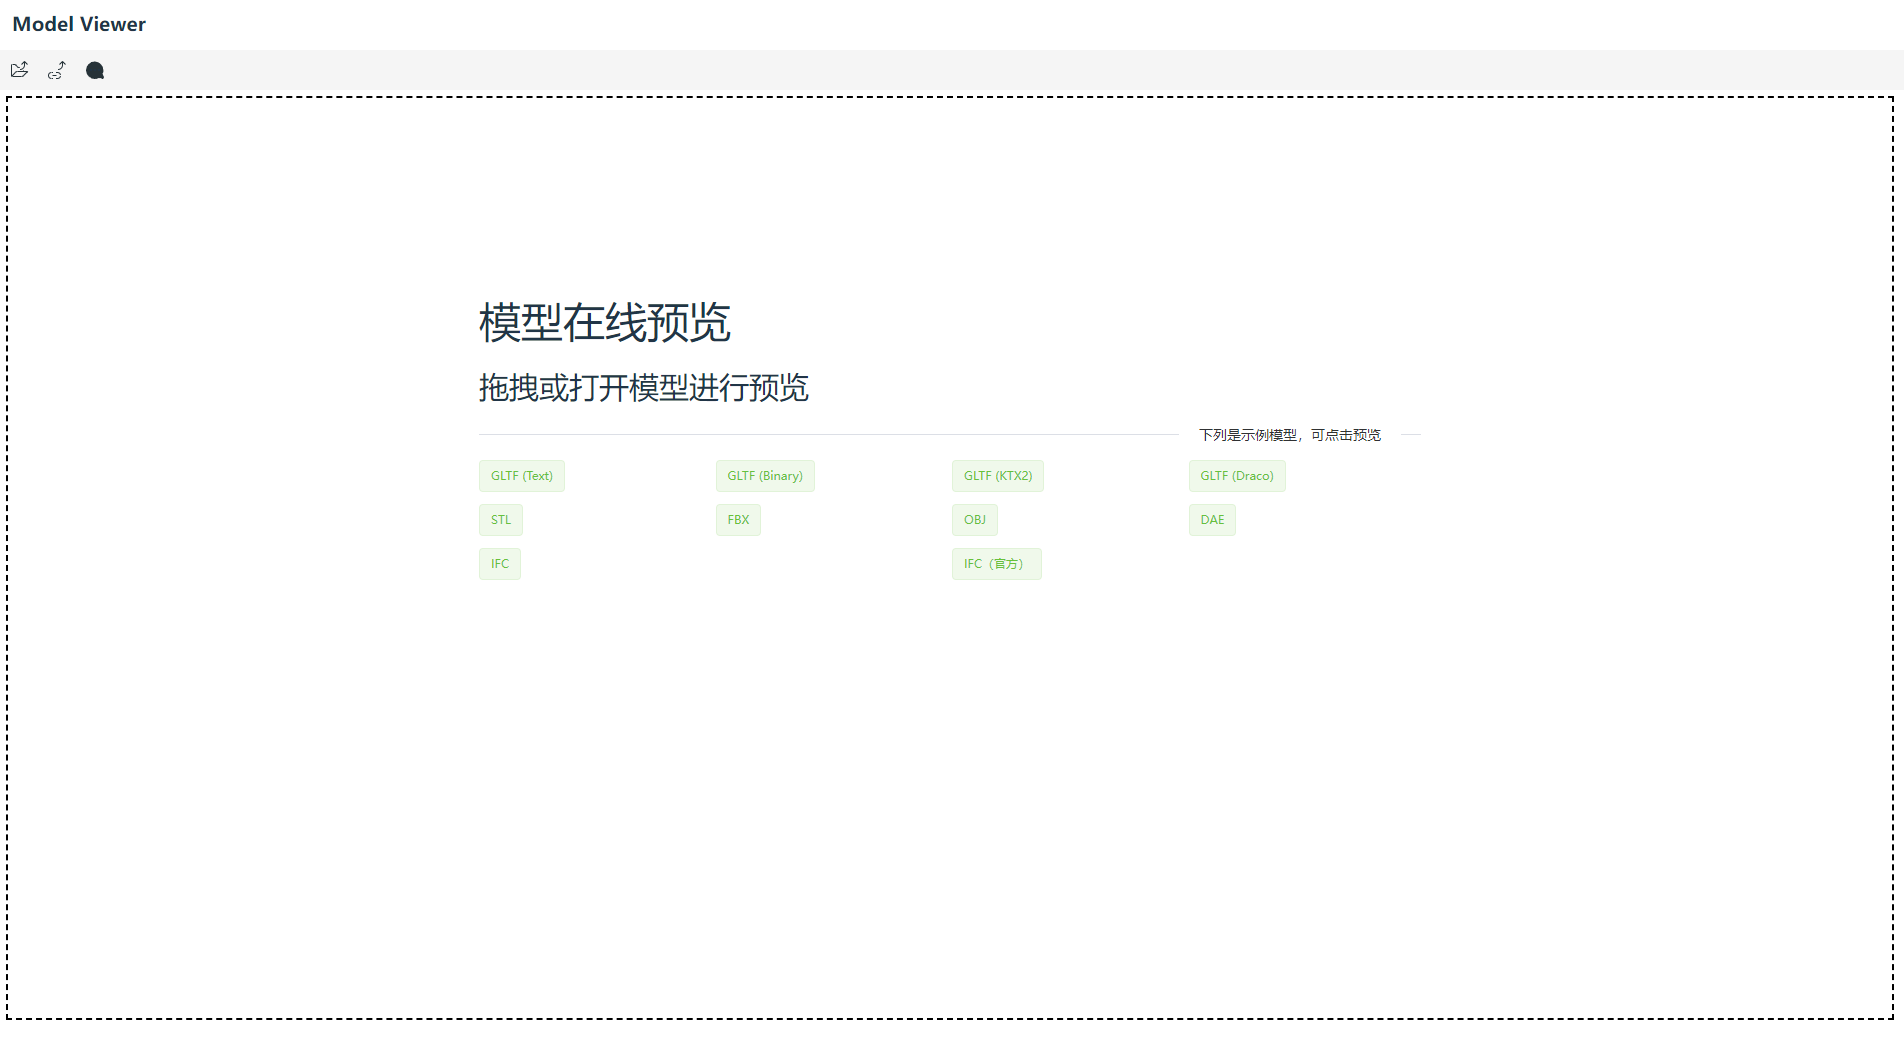 Model Viewer
模型在线预览
拖拽或打开模型进行预览
下列是示例模型，可点击预览
GLTF (Text) GLTF (Binary) GLTF (KTX2) GLTF (Draco)
STL FBX OBJ DAE
IFC IFC（官方）